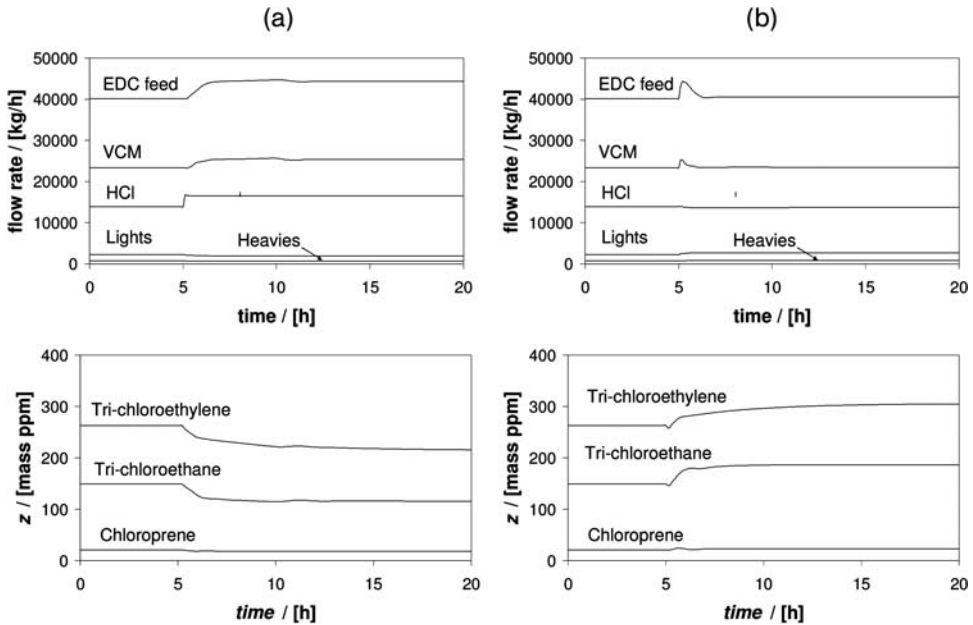 (a)
(b)
50000
40000
30000
20000
10000
0
flow rate / [kg/h]
EDC feed
VCM
HCl
Lights
Heavies
0 5 10 15 20
time / [h]
50000
40000
30000
20000
10000
0
flow rate / [kg/h]
EDC feed
VCM
HCl
Lights
Heavies
0 5 10 15 20
time / [h]
400
300
200
100
0
z / [mass ppm]
Tri-chloroethylene
Tri-chloroethane
Chloroprene
0 5 10 15 20
time / [h]
400
300
200
100
0
z / [mass ppm]
Tri-chloroethylene
Tri-chloroethane
Chloroprene
0 5 10 15 20
time / [h]